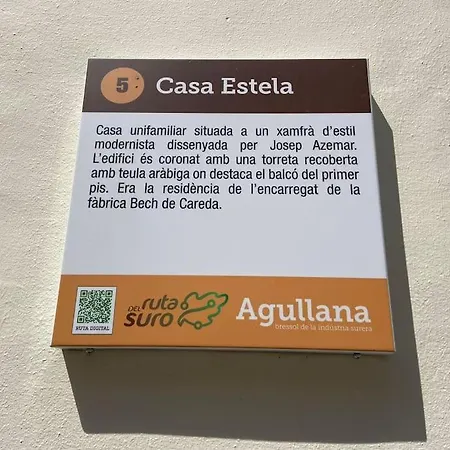 5 Casa Estela
Casa unifamiliar situada a un xamfrà d'estil
modernista dissenyada per Josep Azemar.
L'edifici és coronat amb una torreta recoberta
amb teula aràbiga on destaca el balcó del primer
pis. Era la residència de l'encarregat de la
fàbrica Bech de Careda.
ruta
DEL
suro
Agullana
bressol de la indústria surera
RUTA DIGITAL